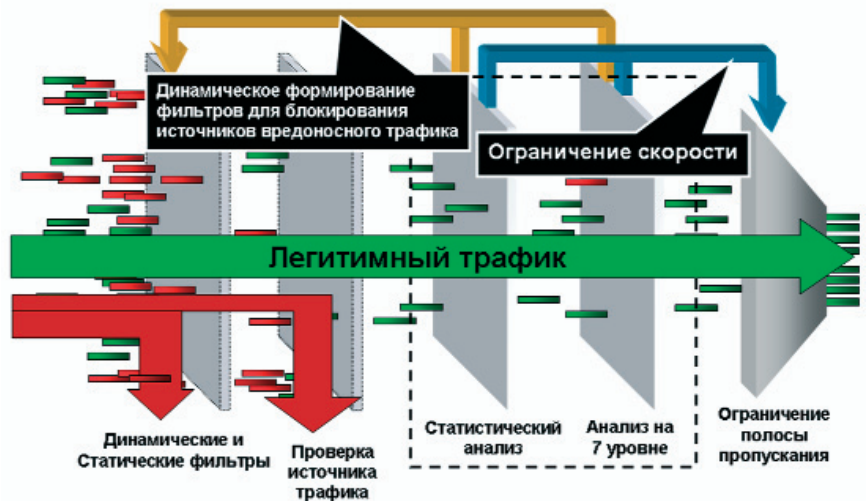 Динамическое формирование
фильтров для блокирования
источников вредоносного трафика
Ограничение скорости
Легитимный трафик
Динамические и
Статические фильтры
Проверка
источника
трафика
Статистический
анализ
Анализ на
7 уровне
Ограничение
полосы
пропускания